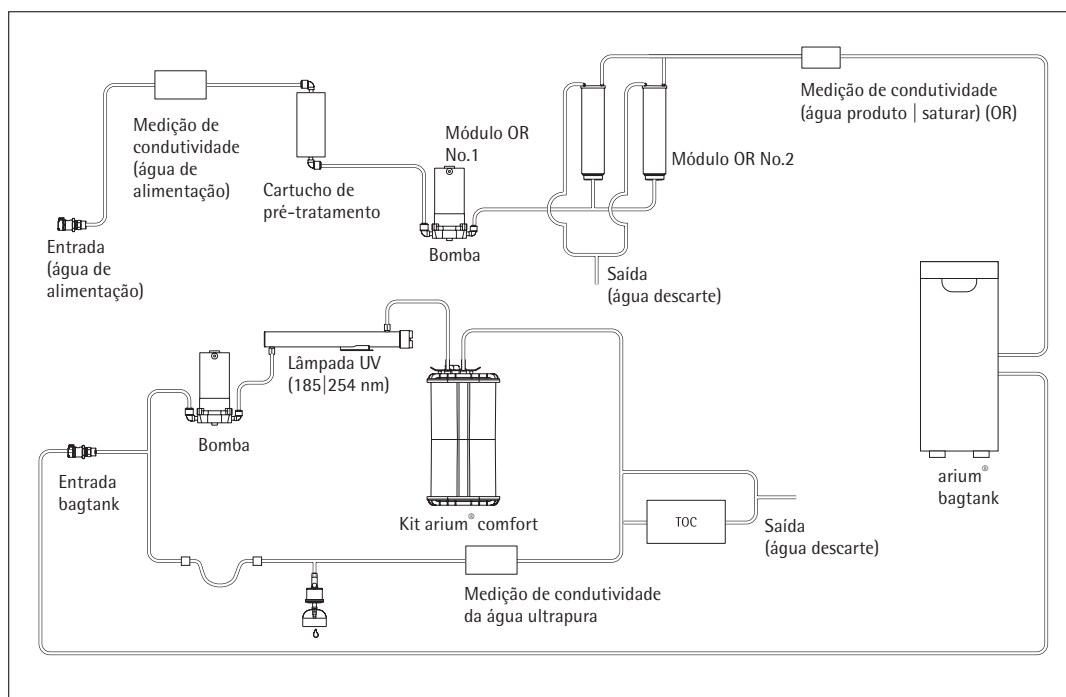 Medição de
condutividade
(água de
alimentação)
Cartucho de
pré-tratamento
Módulo OR
No.1
Módulo OR No.2
Medição de condutividade
(água produto | saturar) (OR)
Entrada
(água de
alimentação)
Bomba
Saída
(água descarte)
Lâmpada UV
(185|254 nm)
Bomba
Entrada
bagtank
Kit arium® comfort
TOC
Saída
(água descarte)
arium®
bagtank
Medição de condutividade
da água ultrapura